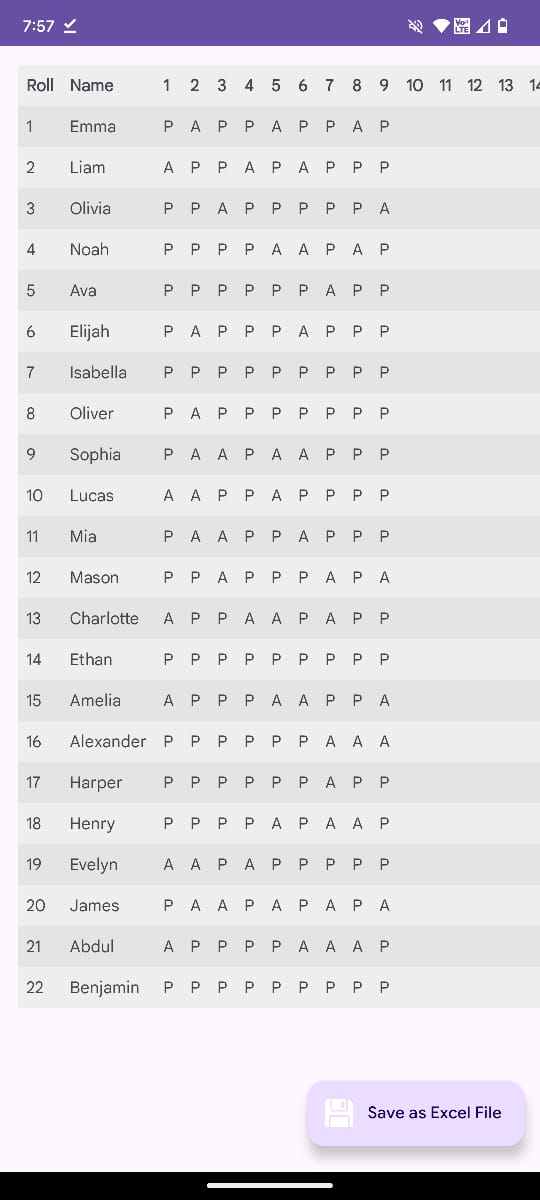 7:57
Roll Name 1 2 3 4 5 6 7 8 9 10 11 12 13 14
1 Emma P A P P A P P A P
2 Liam A P P A P A P P P
3 Olivia P P A P P P P P A
4 Noah P P P P A A P A P
5 Ava P P P P P P A P P
6 Elijah P A P P P A P P P
7 Isabella P P P P P P P P P
8 Oliver P A P P P P P P P
9 Sophia P A A P A A P P P
10 Lucas A A P P A P P P P
11 Mia P A A P P A P P P
12 Mason P P A P P P A P A
13 Charlotte A P P A A P A P P
14 Ethan P P P P P P P P P
15 Amelia A P P P A A P P A
16 Alexander P P P P P P A A A
17 Harper P P P P P P A P P
18 Henry P P P P A P A A P
19 Evelyn A A P A P P P P P
20 James P A A P A P A P A
21 Abdul A P P P P A A A P
22 Benjamin P P P P P P P P P
Save as Excel File